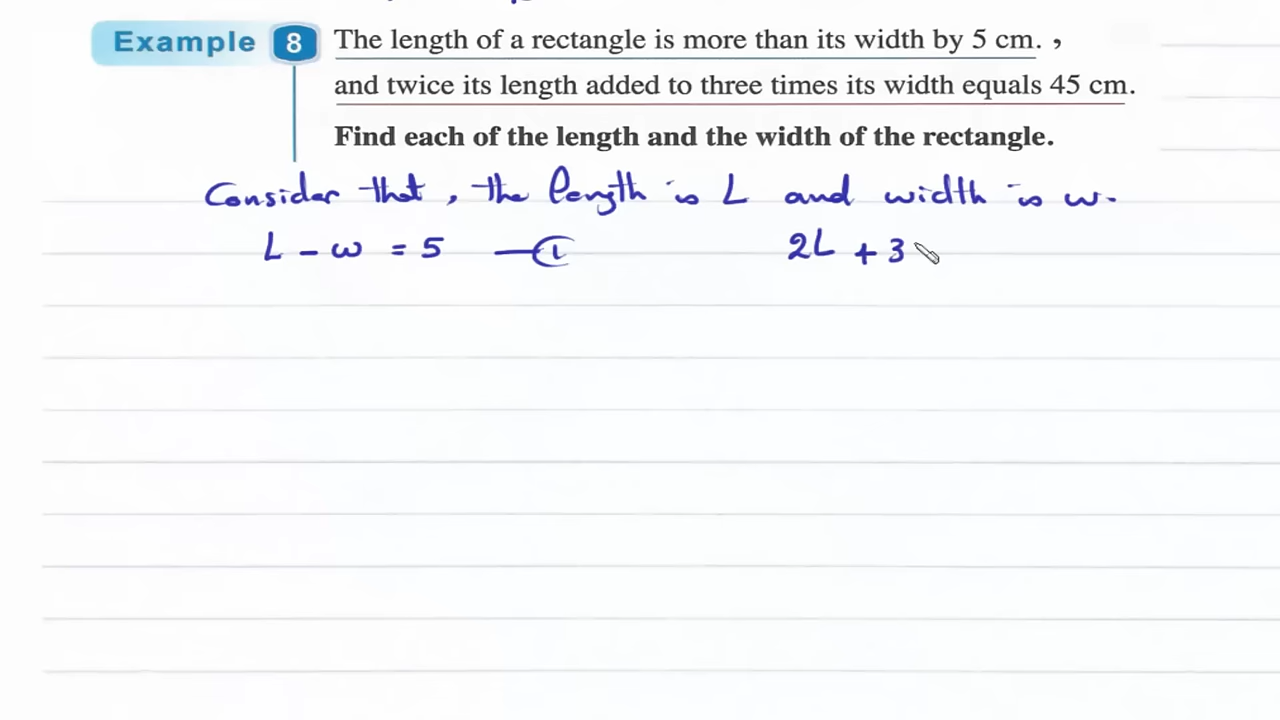 Example 8 The length of a rectangle is more than its width by 5 cm. ,
and twice its length added to three times its width equals 45 cm.
Find each of the length and the width of the rectangle.
Consider that, the length is L and width is w.
L - w = 5 — ① 2L + 3